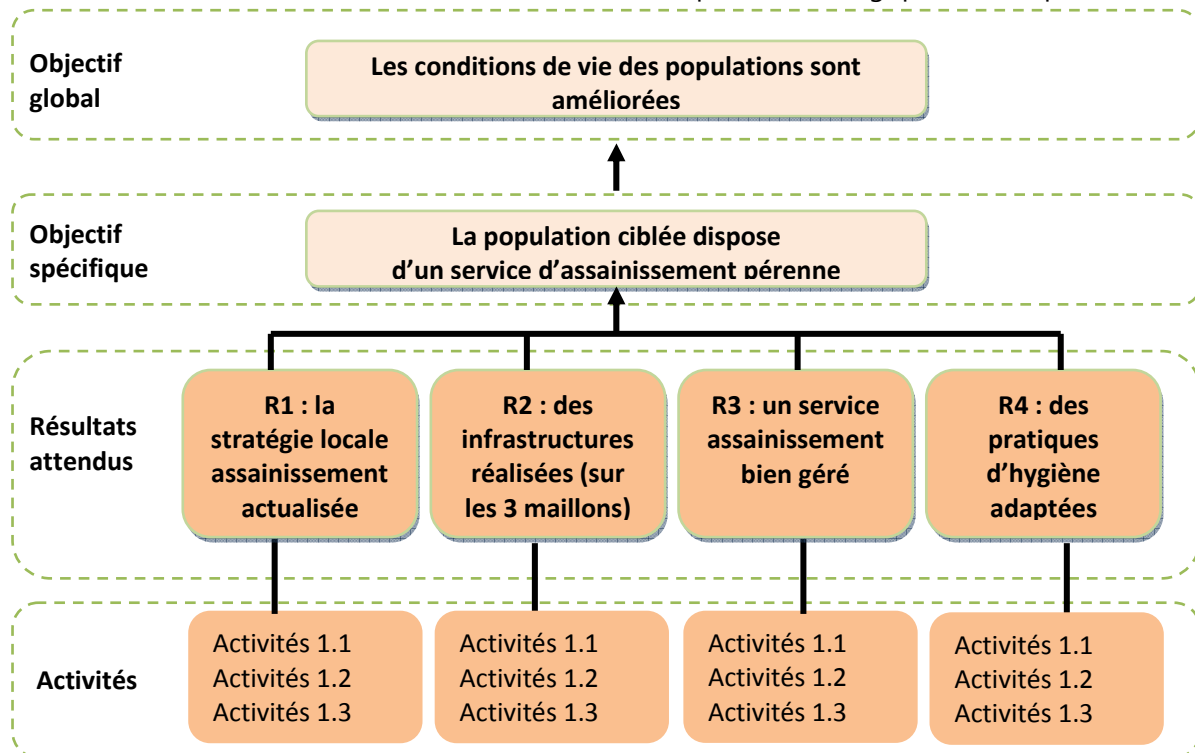 Objectif
global
Les conditions de vie des populations sont
améliorées
Objectif
spécifique
La population ciblée dispose
d’un service d’assainissement pérenne
Résultats
attendus
R1 : la
stratégie locale
assainissement
actualisée
R2 : des
infrastructures
réalisées (sur
les 3 maillons)
R3 : un service
assainissement
bien géré
R4 : des
pratiques
d’hygiène
adaptées
Activités
Activités 1.1
Activités 1.2
Activités 1.3
Activités 1.1
Activités 1.2
Activités 1.3
Activités 1.1
Activités 1.2
Activités 1.3
Activités 1.1
Activités 1.2
Activités 1.3